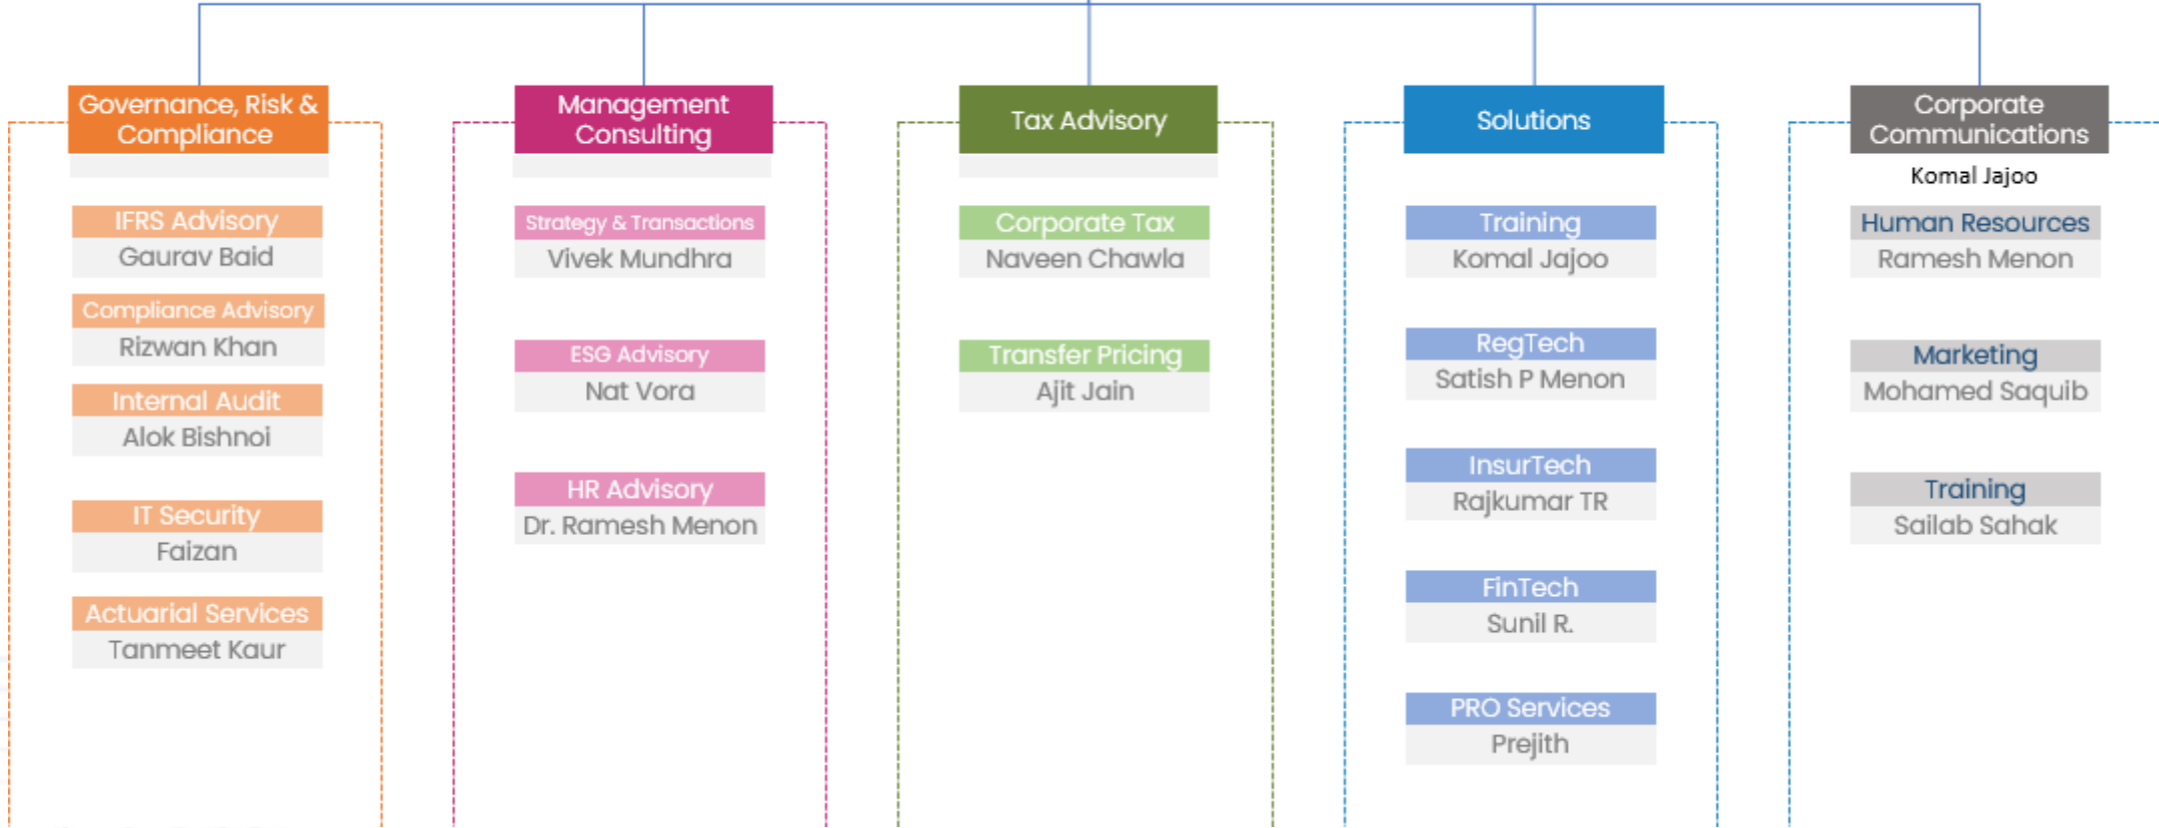 Governance, Risk &
Compliance
IFRS Advisory
Gaurav Baid
Compliance Advisory
Rizwan Khan
Internal Audit
Alok Bishnoi
IT Security
Faizan
Actuarial Services
Tanmeet Kaur
Management
Consulting
Strategy & Transactions
Vivek Mundhra
ESG Advisory
Nat Vora
HR Advisory
Dr. Ramesh Menon
Tax Advisory
Corporate Tax
Naveen Chawla
Transfer Pricing
Ajit Jain
Solutions
Training
Komal Jajoo
RegTech
Satish P Menon
InsurTech
Rajkumar TR
FinTech
Sunil R.
PRO Services
Prejith
Corporate
Communications
Komal Jajoo
Human Resources
Ramesh Menon
Marketing
Mohamed Saquib
Training
Sailab Sahak